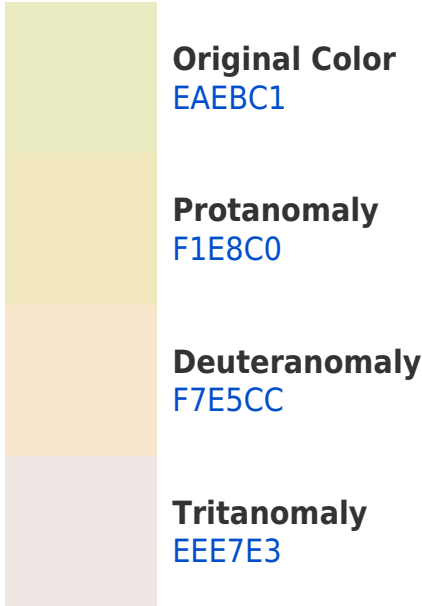 Original Color
EAEBC1
Protanomaly
F1E8C0
Deuteranomaly
F7E5CC
Tritanomaly
EEE7E3